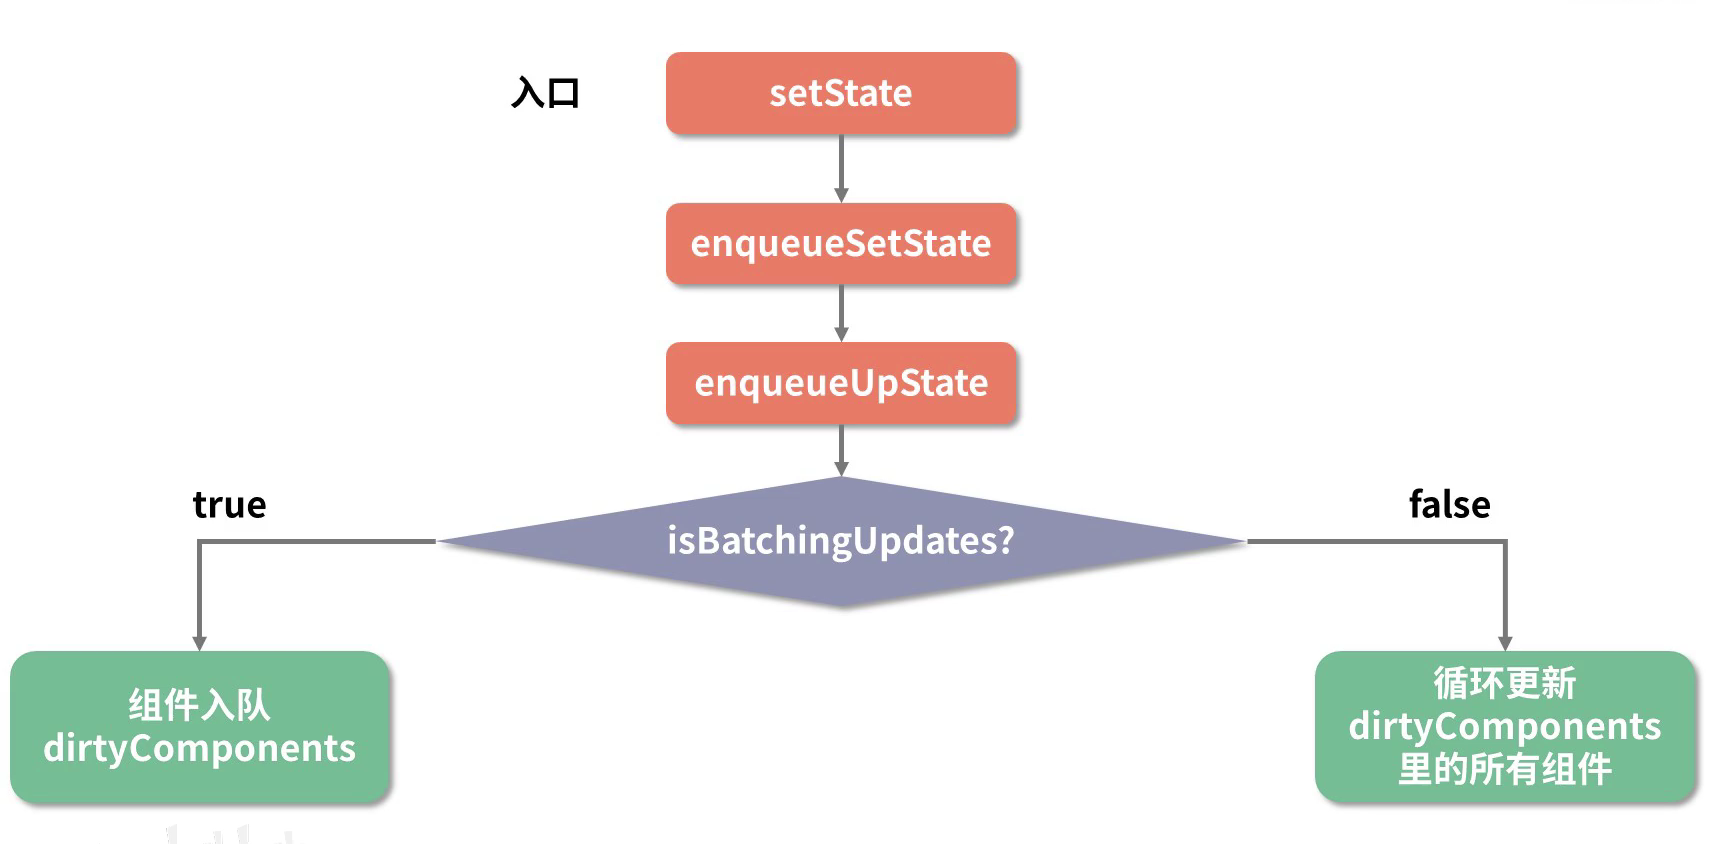 入口
setState
enqueueSetState
enqueueUpState
true
isBatchingUpdates?
false
组件入队
dirtyComponents
循环更新
dirtyComponents
里的所有组件